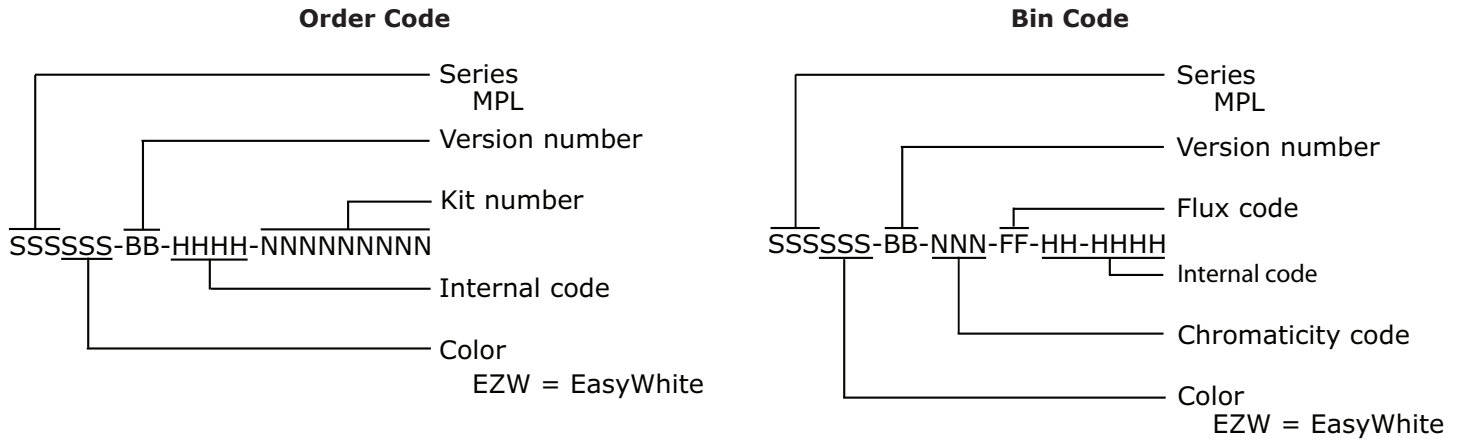 Order Code
Series
MPL
Version number
Kit number
SSSSSS-BB-HHHH-NNNNNNNNN
Internal code
Color
EZW = EasyWhite
Bin Code
Series
MPL
Version number
Flux code
SSSSSS-BB-NNN-FF-HH-HHHH
Internal code
Chromaticity code
Color
EZW = EasyWhite